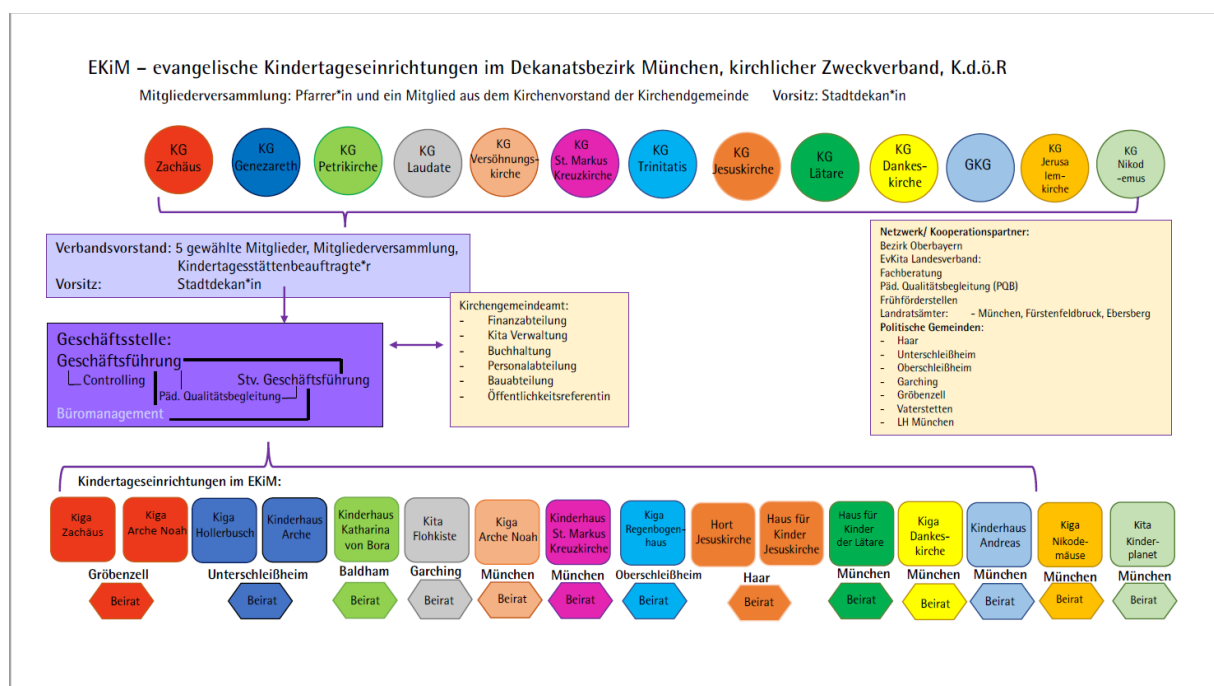 EKiM – evangelische Kindertageseinrichtungen im Dekanatsbezirk München, kirchlicher Zweckverband, K.d.ö.R
Mitgliederversammlung: Pfarrer*in und ein Mitglied aus dem Kirchenvorstand der Kirchendgemeinde Vorsitz: Stadtdekan*in
KG
Zachäus
KG
Genezareth
KG
Petrikirche
KG
Laudate
KG
Versöhnungs-
kirche
KG
St. Markus
Kreuzkirche
KG
Trinitatis
KG
Jesuskirche
KG
Lätare
KG
Dankes-
kirche
GKG
KG
Jerusa
lem-
kirche
KG
Nikod
-emus
Verbandsvorstand: 5 gewählte Mitglieder, Mitgliederversammlung,
Kindertagesstättenbeauftragte*r
Vorsitz: Stadtdekan*in
Netzwerk/ Kooperationspartner:
Bezirk Oberbayern
EvKita Landesverband:
Fachberatung
Päd. Qualitätsbegleitung (PQB)
Frühförderstellen
Landratsämter: - München, Fürstenfeldbruck, Ebersberg
Politische Gemeinden:
- Haar
- Unterschleißheim
- Oberschleißheim
- Garching
- Gröbenzell
- Vaterstetten
- LH München
Geschäftsstelle:
Geschäftsführung
Controlling
Stv. Geschäftsführung
Päd. Qualitätsbegleitung
Büromanagement
Kirchengemeindeamt:
- Finanzabteilung
- Kita Verwaltung
- Buchhaltung
- Personalabteilung
- Bauabteilung
- Öffentlichkeitsreferentin
Kindertageseinrichtungen im EKiM:
Kiga
Zachäus
Kiga
Arche Noah
Kiga
Hollerbusch
Kinderhaus
Arche
Kinderhaus
Katharina
von Bora
Kita
Flohkiste
Kiga
Arche Noah
Kinderhaus
St. Markus
Kreuzkirche
Kiga
Regenbogen-
haus
Hort
Jesuskirche
Haus für
Kinder
Jesuskirche
Haus für
Kinder
der Lätare
Kiga
Dankes-
kirche
Kinderhaus
Andreas
Kiga
Nikode-
mäuse
Kita
Kinder-
planet
Gröbenzell
Unterschleißheim
Baldham
Garching
München
München
Oberschleißheim
Haar
München
München
München
München
München
Beirat
Beirat
Beirat
Beirat
Beirat
Beirat
Beirat
Beirat
Beirat
Beirat
Beirat
Beirat
Beirat